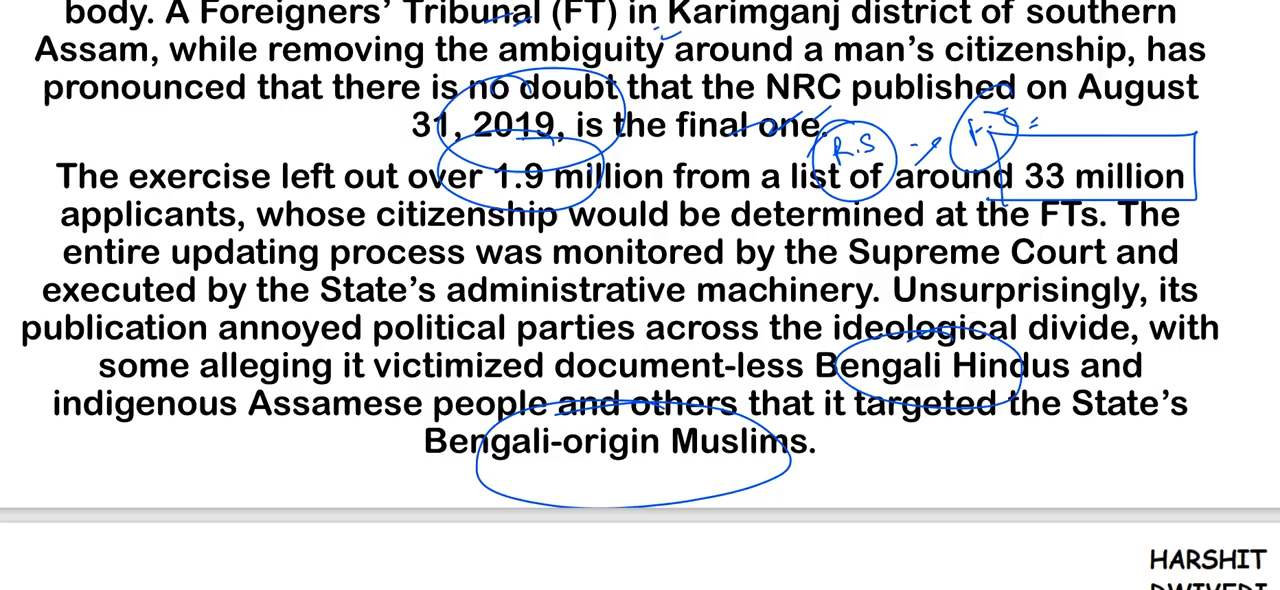 body. A Foreigners' Tribunal (FT) in Karimganj district of southern
Assam, while removing the ambiguity around a man's citizenship, has
pronounced that there is no doubt that the NRC published on August
31, 2019, is the final one.
R.S
F.T =
The exercise left out over 1.9 million from a list of around 33 million
applicants, whose citizenship would be determined at the FTs. The
entire updating process was monitored by the Supreme Court and
executed by the State's administrative machinery. Unsurprisingly, its
publication annoyed political parties across the ideological divide, with
some alleging it victimized document-less Bengali Hindus and
indigenous Assamese people and others that it targeted the State's
Bengali-origin Muslims.
HARSHIT
DWIVEDI